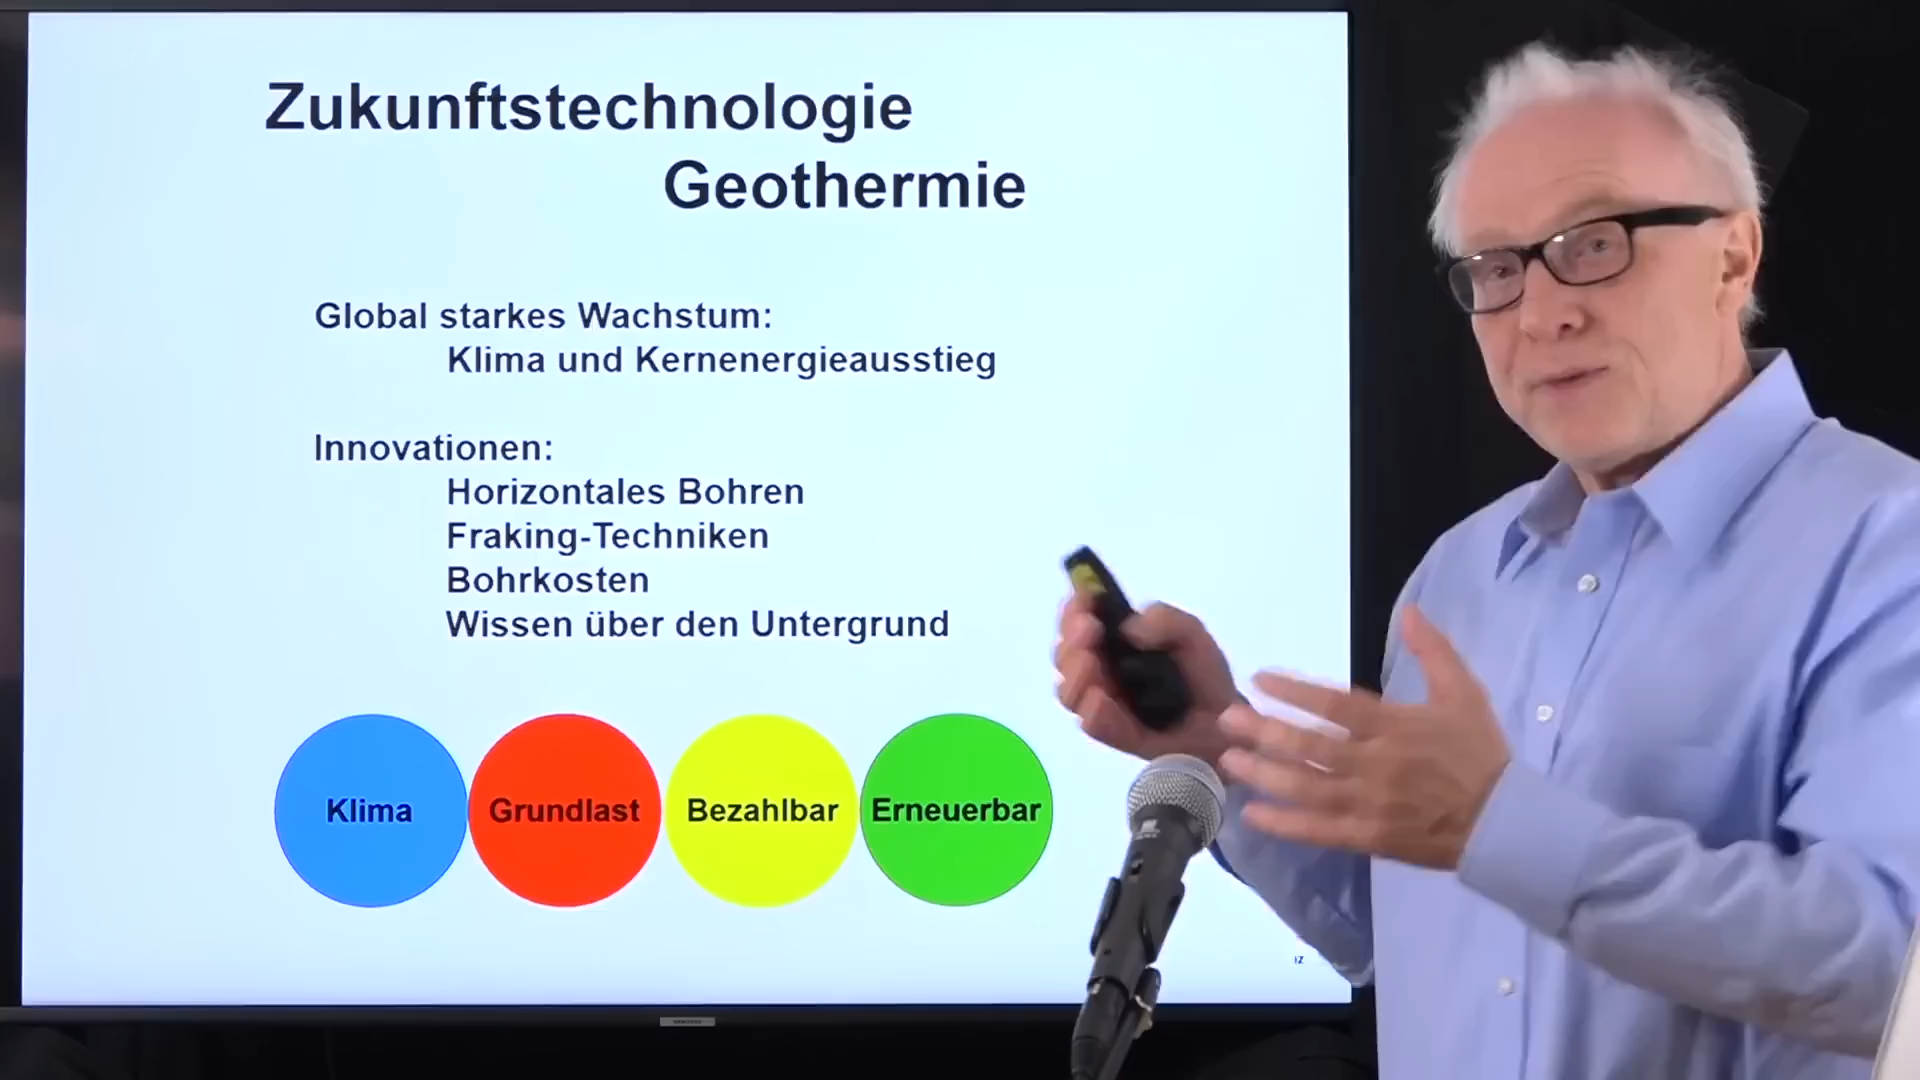 Zukunftstechnologie
Geothermie
Global starkes Wachstum:
Klima und Kernenergieausstieg
Innovationen:
Horizontales Bohren
Fraking-Techniken
Bohrkosten
Wissen über den Untergrund
Klima Grundlast Bezahlbar Erneuerbar